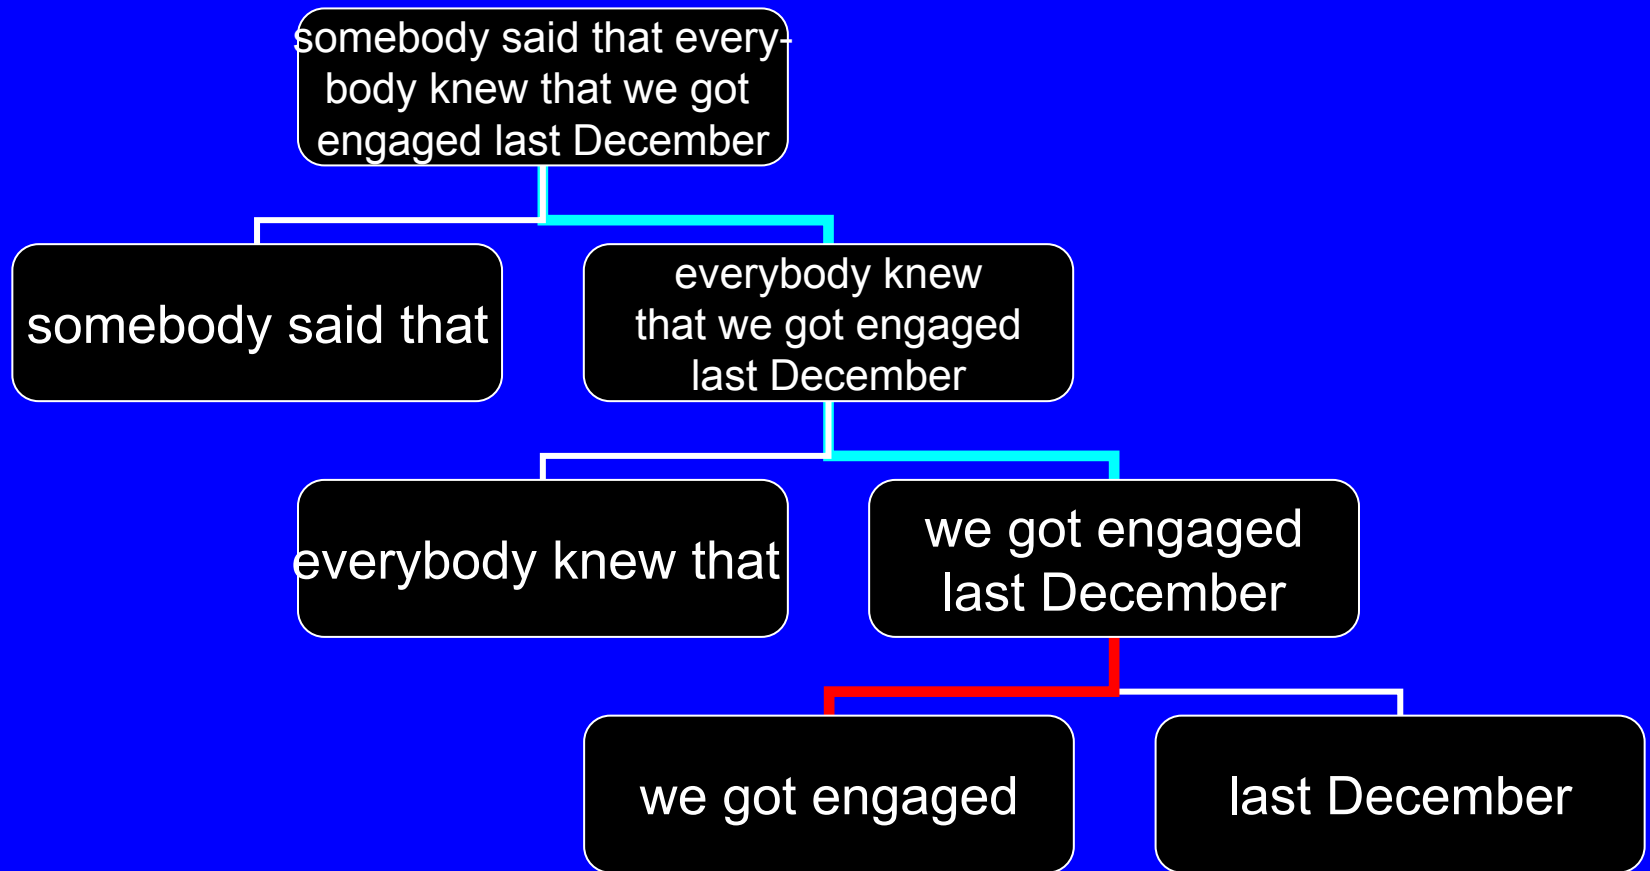 somebody said that every-
body knew that we got
engaged last December
somebody said that
everybody knew
that we got engaged
last December
everybody knew that
we got engaged
last December
we got engaged
last December